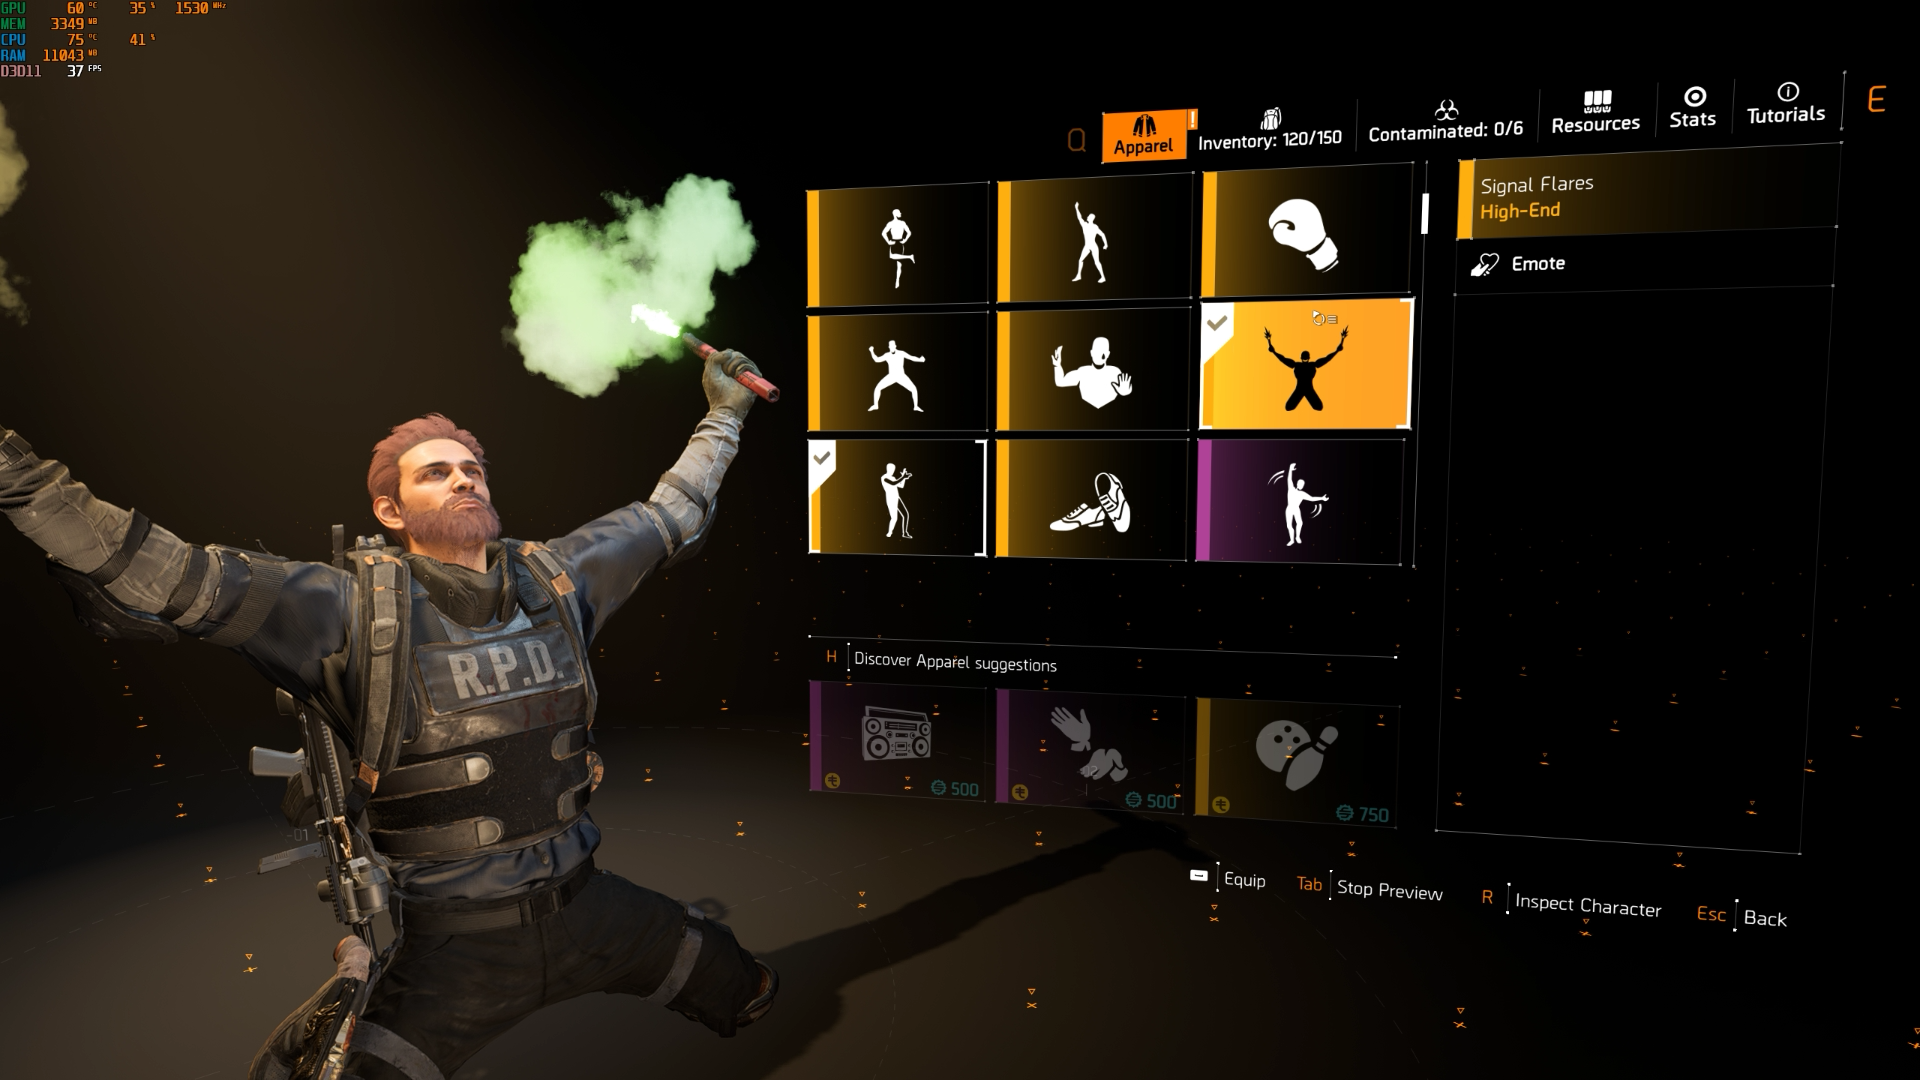 GPU 60 °C 35 % 1530 MHz
MEM 3349 MB
CPU 75 °C 41 %
RAM 11043 MB
D3D11 37 FPS
Q
Apparel
!
Inventory: 120/150
Contaminated: 0/6
Resources
Stats
Tutorials
E
Signal Flares
High-End
Emote
R.P.D.
H Discover Apparel suggestions
500
500
750
Equip
Tab Stop Preview
R Inspect Character
Esc Back